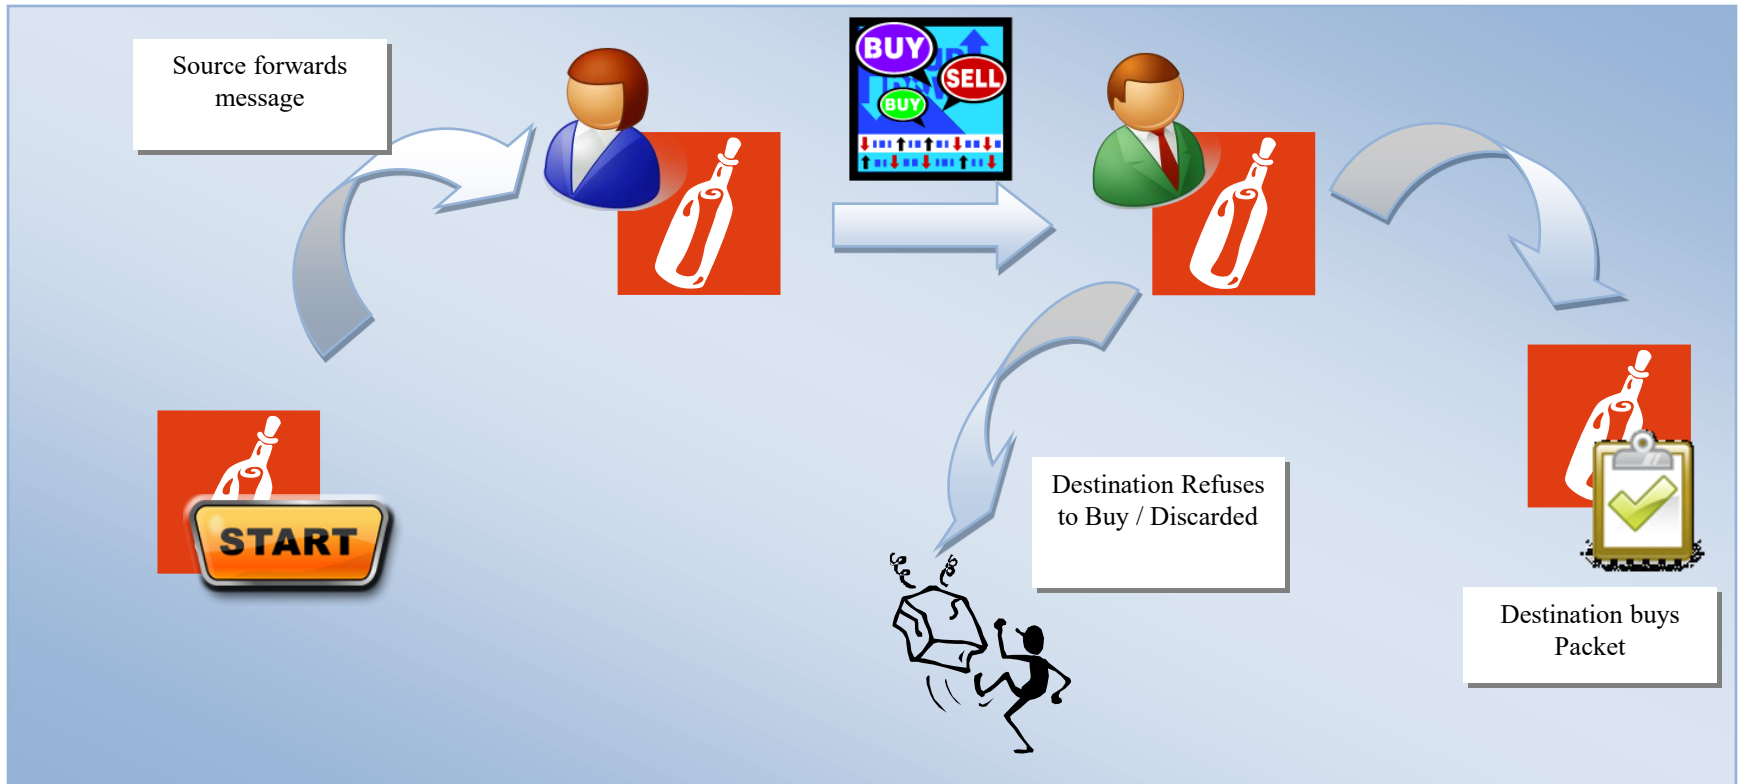 Source forwards
message
BUY
SELL
BUY
START
Destination Refuses
to Buy / Discarded
Destination buys
Packet